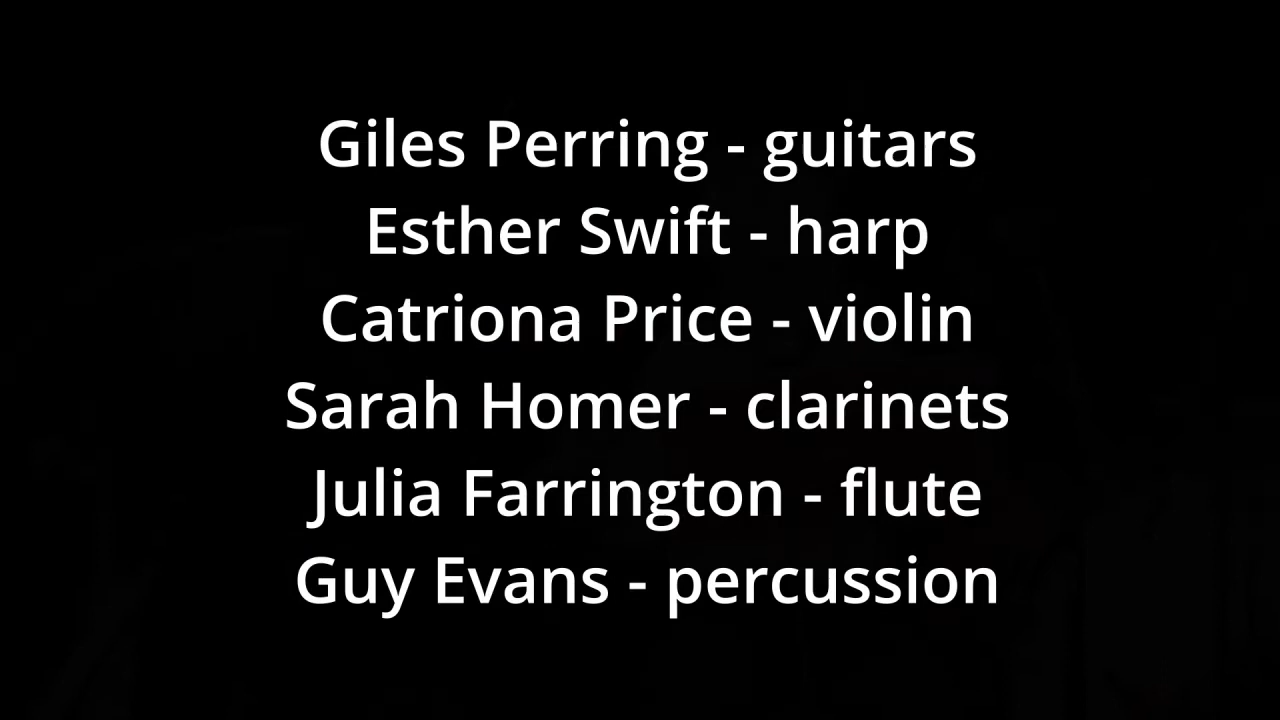 Giles Perring - guitars
Esther Swift - harp
Catriona Price - violin
Sarah Homer - clarinets
Julia Farrington - flute
Guy Evans - percussion